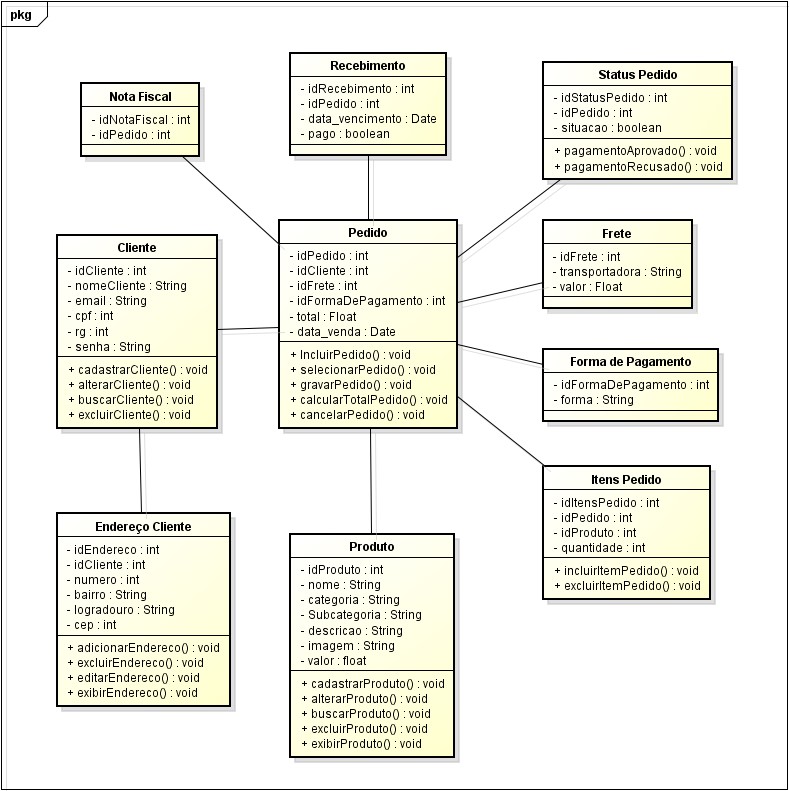 pkg
Nota Fiscal
- idNotaFiscal : int
- idPedido : int
Recebimento
- idRecebimento : int
- idPedido : int
- data_vencimento : Date
- pago : boolean
Status Pedido
- idStatusPedido : int
- idPedido : int
- situacao : boolean
+ pagamentoAprovado() : void
+ pagamentoRecusado() : void
Cliente
- idCliente : int
- nomeCliente : String
- email : String
- cpf : int
- rg : int
- senha : String
+ cadastrarCliente() : void
+ alterarCliente() : void
+ buscarCliente() : void
+ excluirCliente() : void
Pedido
- idPedido : int
- idCliente : int
- idFrete : int
- idFormaDePagamento : int
- total : Float
- data_venda : Date
+ IncluirPedido() : void
+ selecionarPedido() : void
+ gravarPedido() : void
+ calcularTotalPedido() : void
+ cancelarPedido() : void
Frete
- idFrete : int
- transportadora : String
- valor : Float
Forma de Pagamento
- idFormaDePagamento : int
- forma : String
Itens Pedido
- idItensPedido : int
- idPedido : int
- idProduto : int
- quantidade : int
+ incluirItemPedido() : void
+ excluirItemPedido() : void
Endereço Cliente
- idEndereco : int
- idCliente : int
- numero : int
- bairro : String
- logradouro : String
- cep : int
+ adicionarEndereco() : void
+ excluirEndereco() : void
+ editarEndereco() : void
+ exibirEndereco() : void
Produto
- idProduto : int
- nome : String
- categoria : String
- Subcategoria : String
- descricao : String
- imagem : String
- valor : float
+ cadastrarProduto() : void
+ alterarProduto() : void
+ buscarProduto() : void
+ excluirProduto() : void
+ exibirProduto() : void